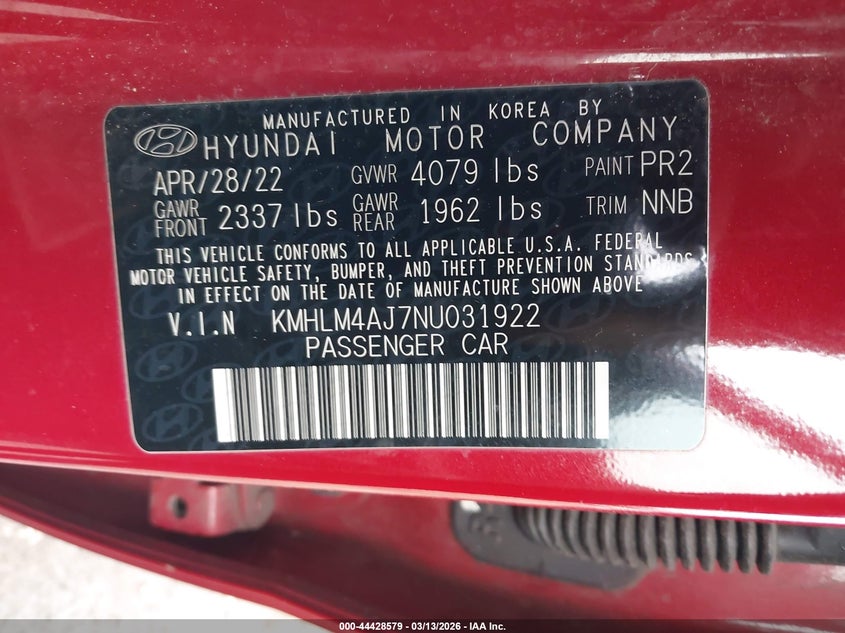 MANUFACTURED IN KOREA BY
HYUNDAI MOTOR COMPANY
APR/28/22 GVWR 4079 lbs PAINT PR2
GAWR FRONT 2337 lbs GAWR REAR 1962 lbs TRIM NNB
THIS VEHICLE CONFORMS TO ALL APPLICABLE U.S.A. FEDERAL
MOTOR VEHICLE SAFETY, BUMPER, AND THEFT PREVENTION STANDARDS
IN EFFECT ON THE DATE OF MANUFACTURE SHOWN ABOVE
V.I.N KMHLM4AJ7NU031922
PASSENGER CAR
000-44428579 - 03/13/2026 - IAA Inc.